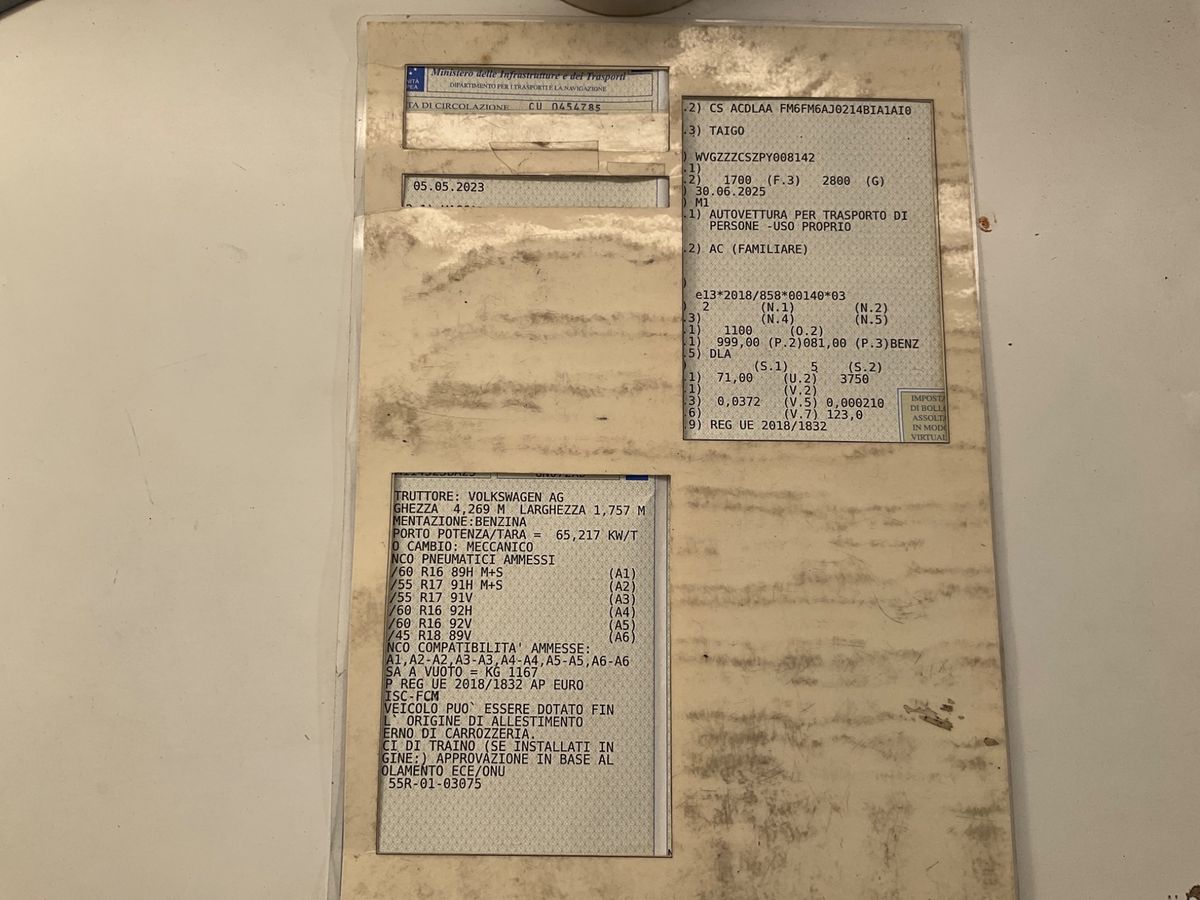 Ministero delle Infrastrutture e dei Trasporti
DIPARTIMENTO PER I TRASPORTI E LA NAVIGAZIONE
TA DI CIRCOLAZIONE CU 0454785
05.05.2023
.2) CS ACDLAA FM6FM6AJ0214BIA1AI0
.3) TAIGO
) WVGZZZCSZPY008142
.1)
.2) 1700 (F.3) 2800 (G)
) 30.06.2025
) M1
.1) AUTOVETTURA PER TRASPORTO DI
PERSONE -USO PROPRIO
.2) AC (FAMILIARE)
)
e13*2018/858*00140*03
) 2 (N.1) (N.2)
.3) (N.4) (N.5)
.1) 1100 (O.2)
.1) 999,00 (P.2)081,00 (P.3)BENZ
.5) DLA
) (S.1) 5 (S.2)
.1) 71,00 (U.2) 3750
.1) (V.2)
.3) 0,0372 (V.5) 0,000210
.6) (V.7) 123,0
.9) REG UE 2018/1832
IMPOSTA
DI BOLLO
ASSOLTA
IN MODO
VIRTUAL
TRUTTORE: VOLKSWAGEN AG
GHEZZA 4,269 M LARGHEZZA 1,757 M
MENTAZIONE:BENZINA
PORTO POTENZA/TARA = 65,217 KW/T
O CAMBIO: MECCANICO
NCO PNEUMATICI AMMESSI
/60 R16 89H M+S (A1)
/55 R17 91H M+S (A2)
/55 R17 91V (A3)
/60 R16 92H (A4)
/60 R16 92V (A5)
/45 R18 89V (A6)
NCO COMPATIBILITA' AMMESSE:
A1,A2-A2,A3-A3,A4-A4,A5-A5,A6-A6
SA A VUOTO = KG 1167
P REG UE 2018/1832 AP EURO
ISC-FCM
VEICOLO PUO` ESSERE DOTATO FIN
L` ORIGINE DI ALLESTIMENTO
ERNO DI CARROZZERIA.
CI DI TRAINO (SE INSTALLATI IN
GINE:) APPROVAZIONE IN BASE AL
OLAMENTO ECE/ONU
55R-01-03075